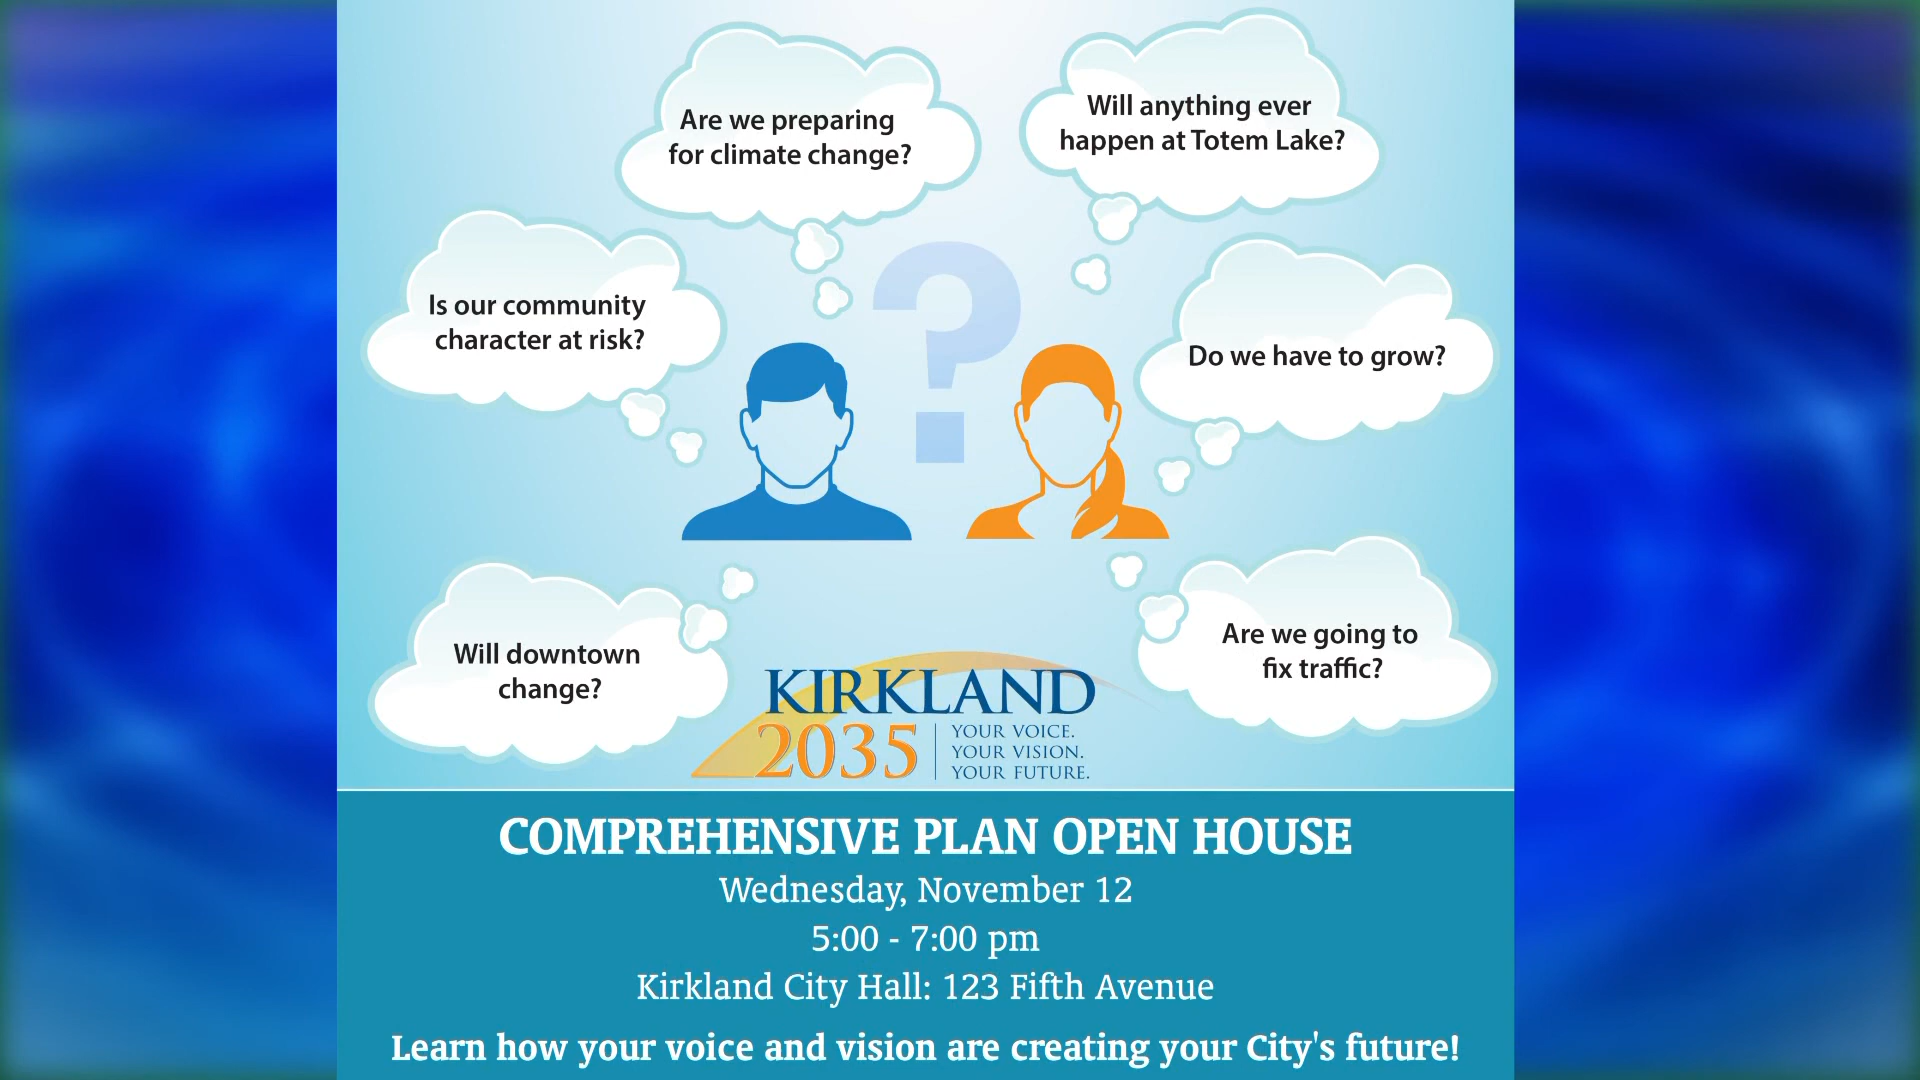 Are we preparing
for climate change?
Will anything ever
happen at Totem Lake?
Is our community
character at risk?
Do we have to grow?
?
Will downtown
change?
Are we going to
fix traffic?
KIRKLAND
2035
YOUR VOICE.
YOUR VISION.
YOUR FUTURE.
COMPREHENSIVE PLAN OPEN HOUSE
Wednesday, November 12
5:00 - 7:00 pm
Kirkland City Hall: 123 Fifth Avenue
Learn how your voice and vision are creating your City's future!